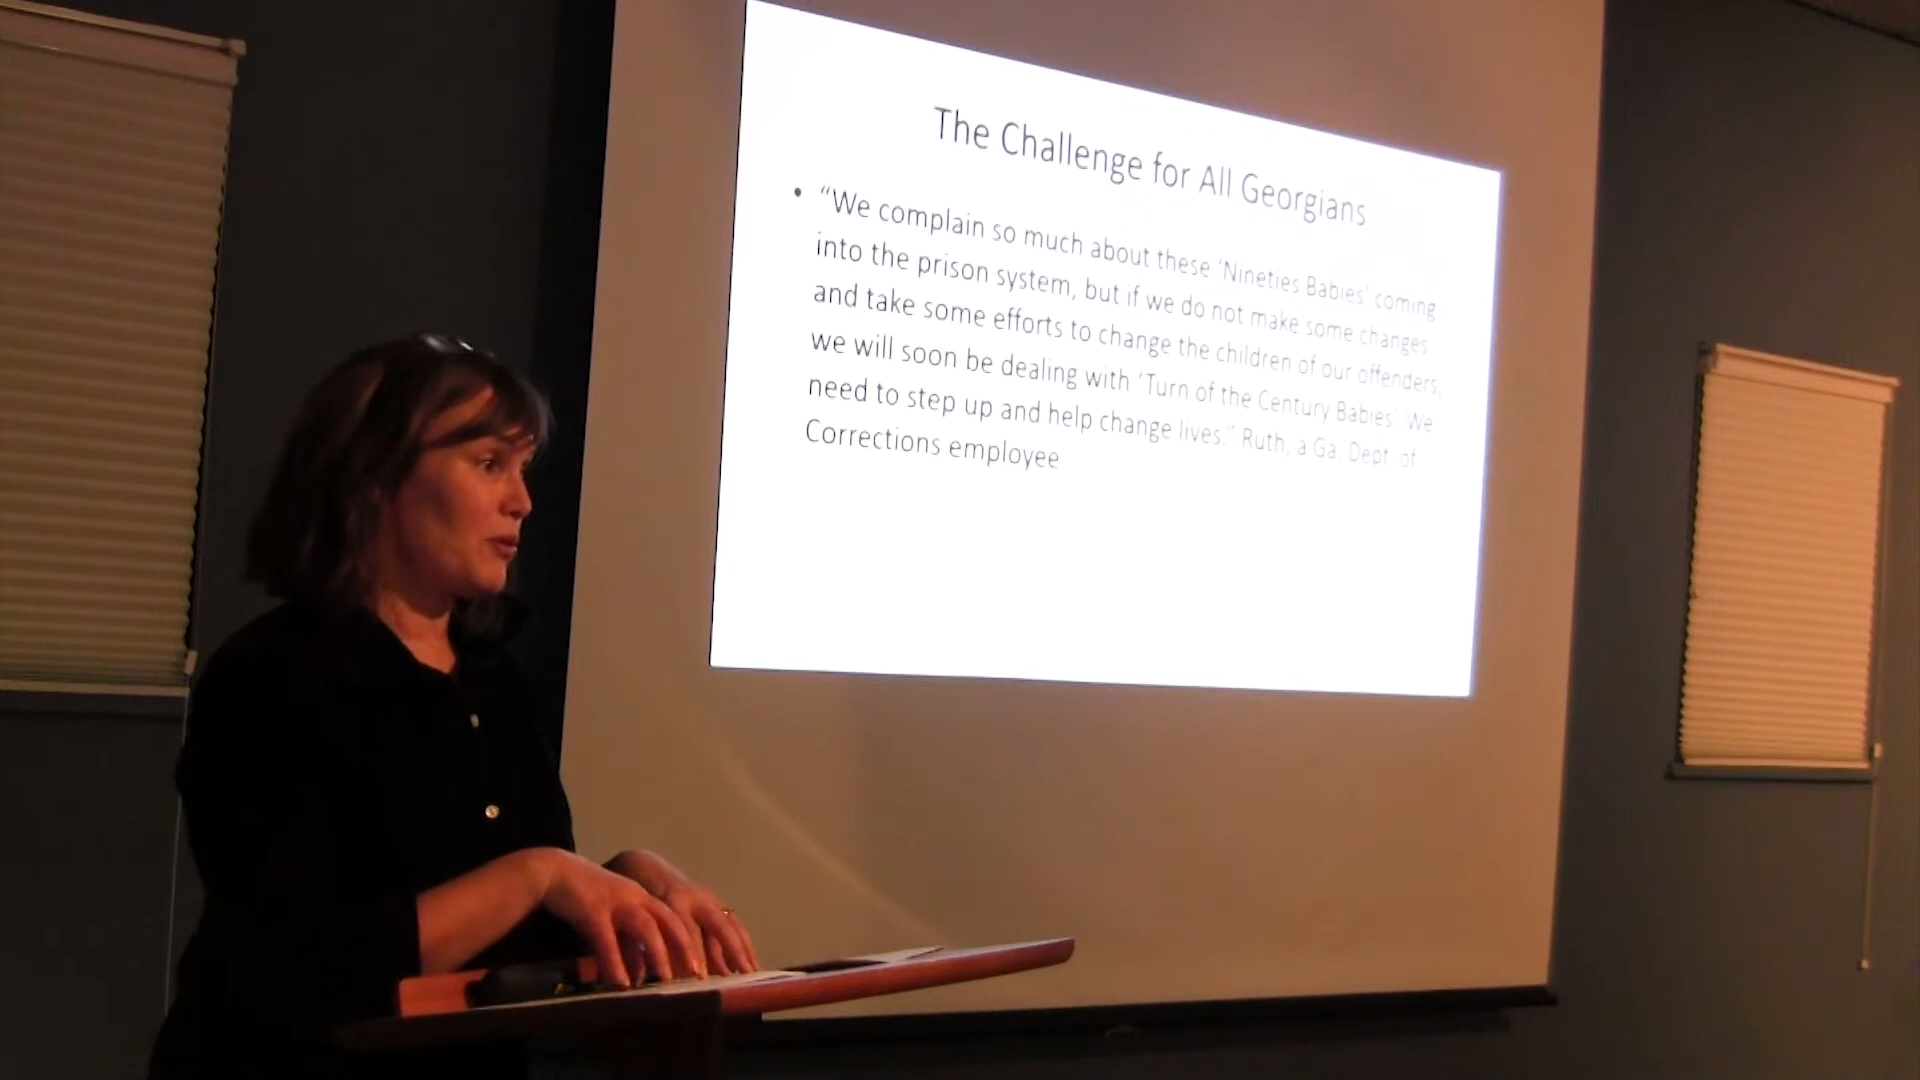 The Challenge for All Georgians
• “We complain so much about these ‘Nineties Babies’ coming
into the prison system, but if we do not make some changes
and take some efforts to change the children of our offenders,
we will soon be dealing with ‘Turn of the Century Babies’ We
need to step up and help change lives.” Ruth, a Ga. Dept. of
Corrections employee